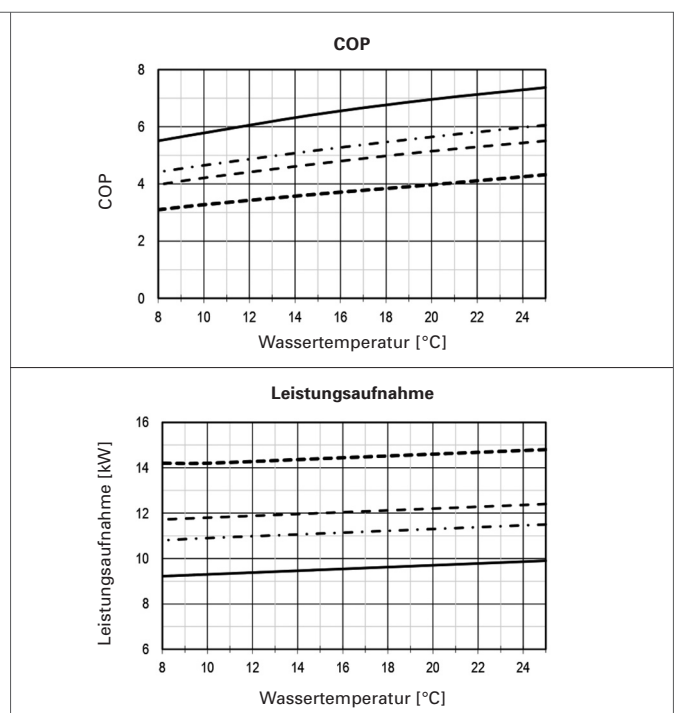 COP
8
6
4
2
0
COP
8 10 12 14 16 18 20 22 24
Wassertemperatur [°C]
Leistungsaufnahme
16
14
12
10
8
6
Leistungsaufnahme [kW]
8 10 12 14 16 18 20 22 24
Wassertemperatur [°C]